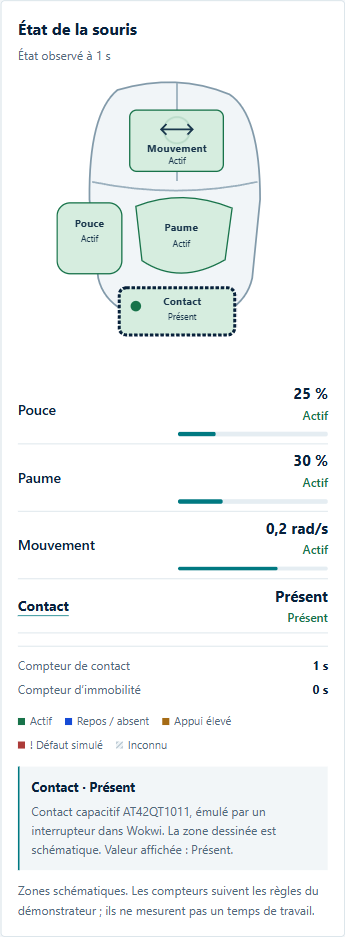 État de la souris
État observé à 1 s
Mouvement
Actif
Pouce
Actif
Paume
Actif
Contact
Présent
Pouce
25 %
Actif
Paume
30 %
Actif
Mouvement
0,2 rad/s
Actif
Contact
Présent
Présent
Compteur de contact 1 s
Compteur d'immobilité 0 s
Actif Repos / absent Appui élevé
! Défaut simulé Inconnu
Contact · Présent
Contact capacitif AT42QT1011, émulé par un
interrupteur dans Wokwi. La zone dessinée est
schématique. Valeur affichée : Présent.
Zones schématiques. Les compteurs suivent les règles du
démonstrateur ; ils ne mesurent pas un temps de travail.